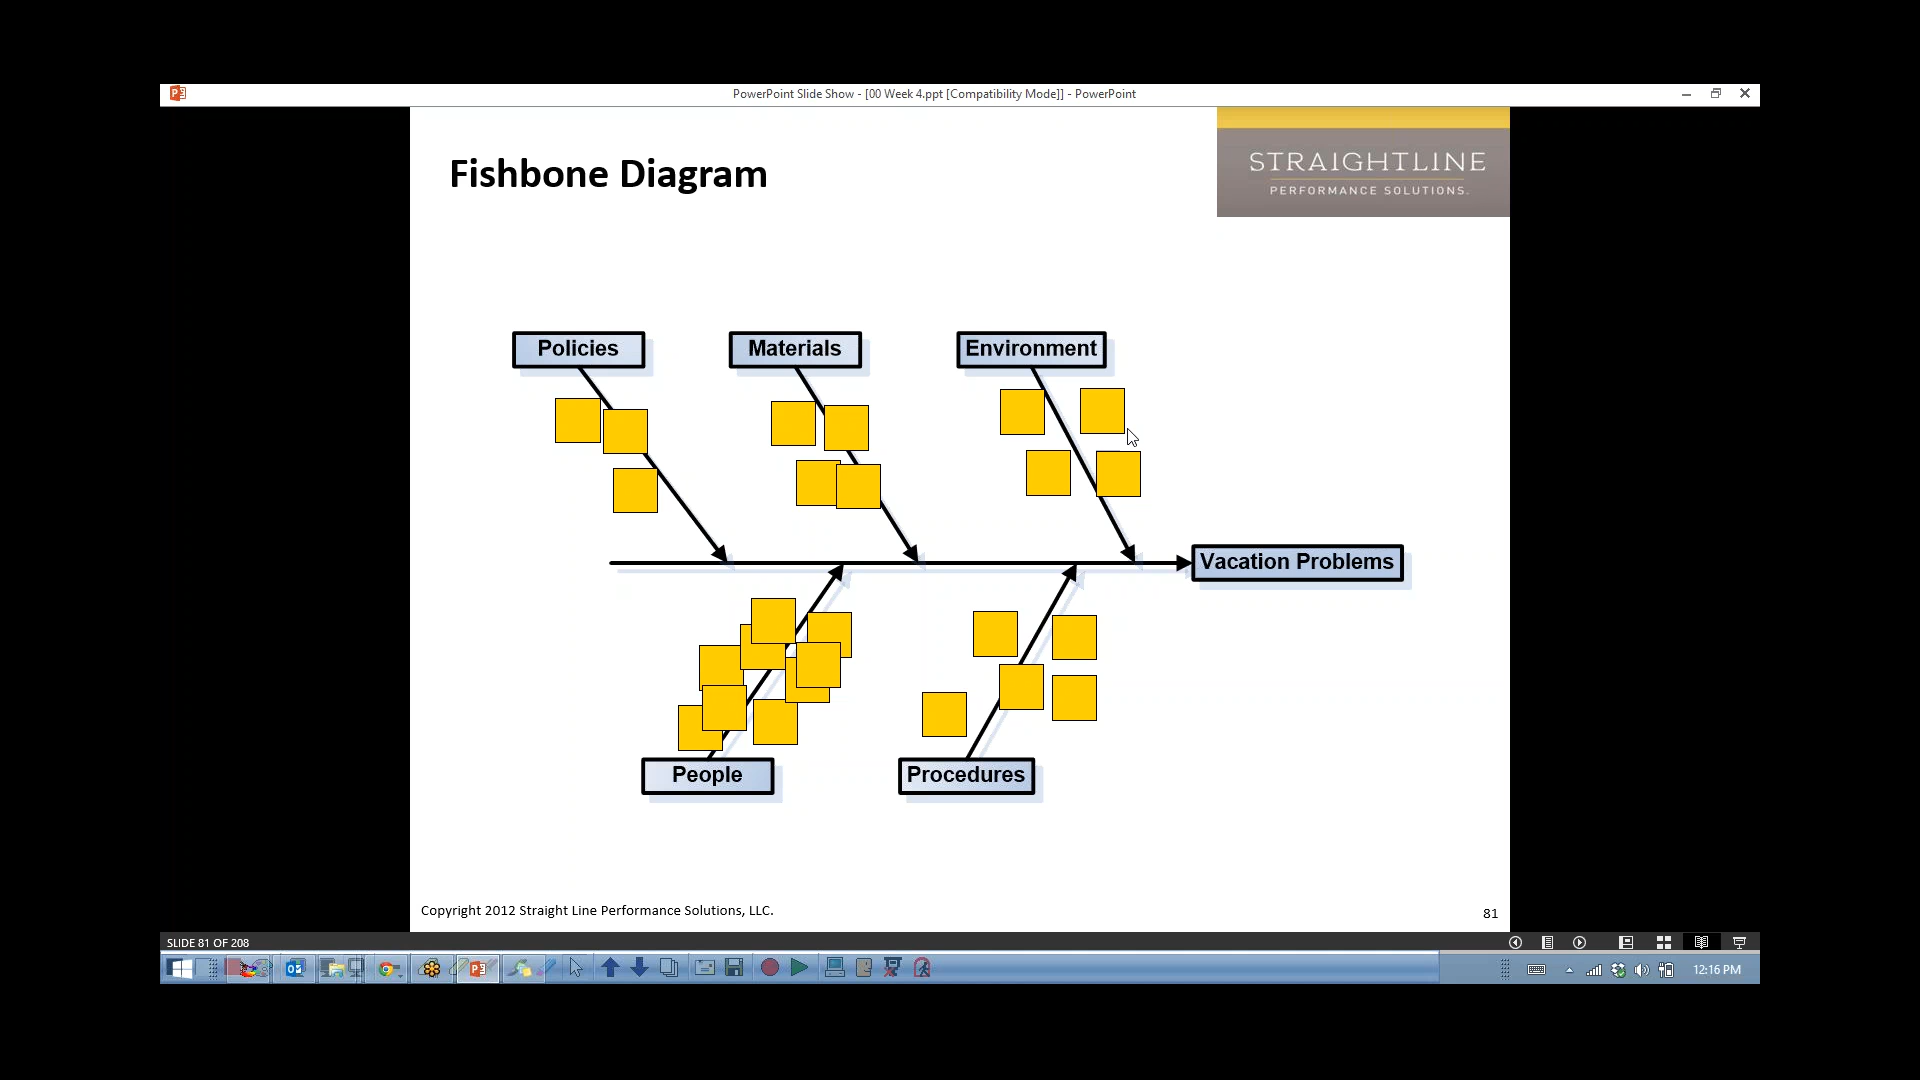 PowerPoint Slide Show - [00 Week 4.ppt [Compatibility Mode]] - PowerPoint
Fishbone Diagram
STRAIGHTLINE
PERFORMANCE SOLUTIONS.
Policies
Materials
Environment
Vacation Problems
People
Procedures
Copyright 2012 Straight Line Performance Solutions, LLC.
81
SLIDE 81 OF 208
12:16 PM